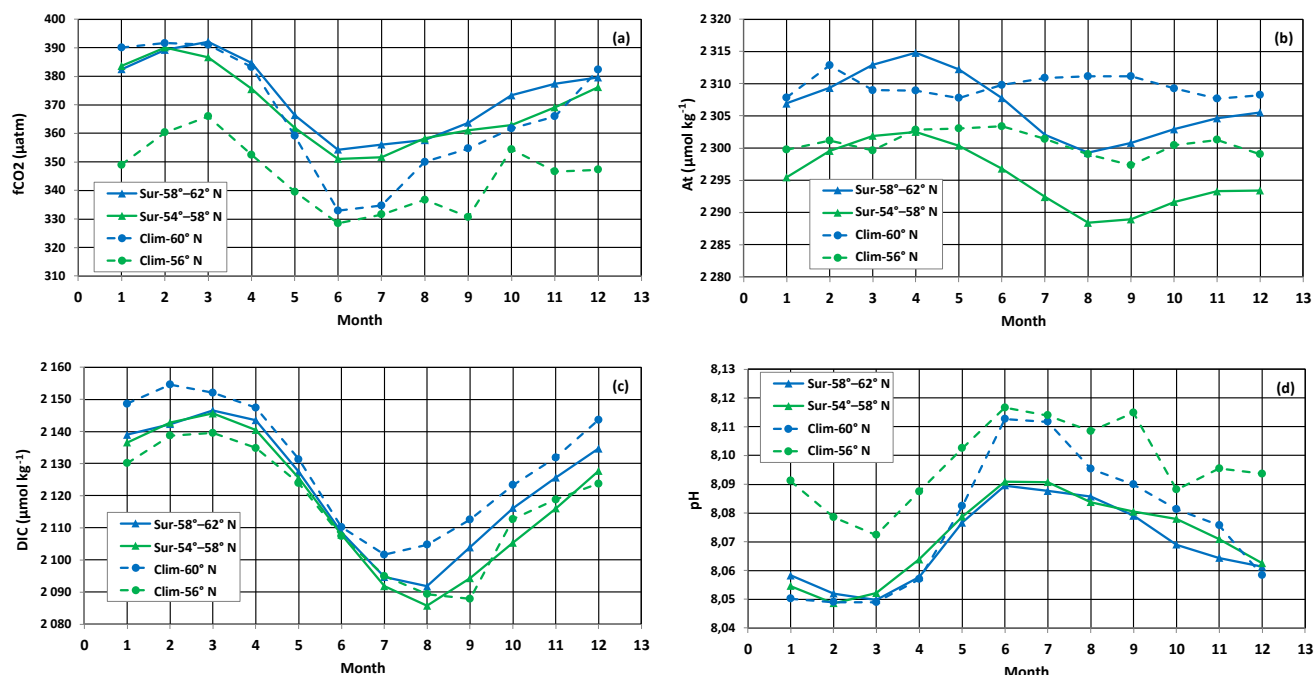 (a)
fCO2 (µatm)
400
390
380
370
360
350
340
330
320
310
Sur-58°–62° N
Sur-54°–58° N
Clim-60° N
Clim-56° N
0 1 2 3 4 5 6 7 8 9 10 11 12 13
Month
(b)
At (µmol kg⁻¹)
2 320
2 315
2 310
2 305
2 300
2 295
2 290
2 285
2 280
Sur-58°–62° N
Sur-54°–58° N
Clim-60° N
Clim-56° N
0 1 2 3 4 5 6 7 8 9 10 11 12 13
Month
(c)
DIC (µmol kg⁻¹)
2 160
2 150
2 140
2 130
2 120
2 110
2 100
2 090
2 080
Sur-58°–62° N
Sur-54°–58° N
Clim-60° N
Clim-56° N
0 1 2 3 4 5 6 7 8 9 10 11 12 13
Month
(d)
pH
8,13
8,12
8,11
8,10
8,09
8,08
8,07
8,06
8,05
8,04
Sur-58°–62° N
Sur-54°–58° N
Clim-60° N
Clim-56° N
0 1 2 3 4 5 6 7 8 9 10 11 12 13
Month